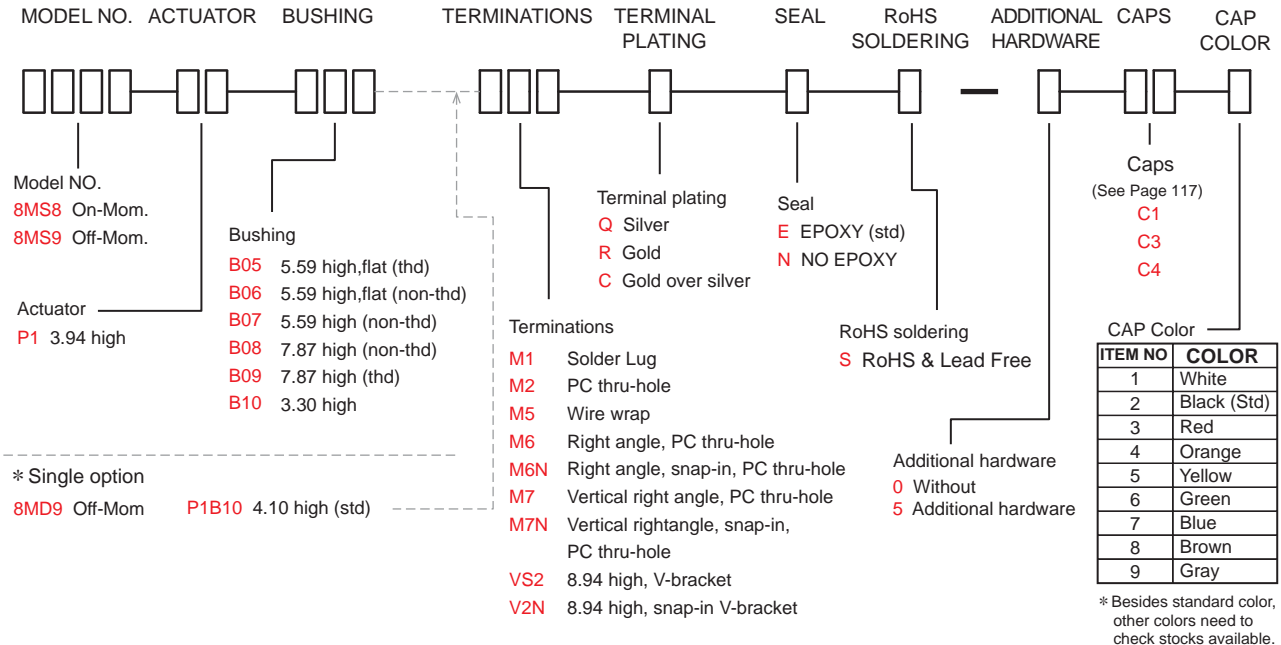 MODEL NO. ACTUATOR BUSHING TERMINATIONS TERMINAL PLATING SEAL RoHS SOLDERING ADDITIONAL HARDWARE CAPS CAP COLOR
Model NO.
8MS8 On-Mom.
8MS9 Off-Mom.
Actuator
P1 3.94 high
Bushing
B05 5.59 high,flat (thd)
B06 5.59 high,flat (non-thd)
B07 5.59 high (non-thd)
B08 7.87 high (non-thd)
B09 7.87 high (thd)
B10 3.30 high
* Single option
8MD9 Off-Mom P1B10 4.10 high (std)
Terminations
M1 Solder Lug
M2 PC thru-hole
M5 Wire wrap
M6 Right angle, PC thru-hole
M6N Right angle, snap-in, PC thru-hole
M7 Vertical right angle, PC thru-hole
M7N Vertical rightangle, snap-in,
PC thru-hole
VS2 8.94 high, V-bracket
V2N 8.94 high, snap-in V-bracket
Terminal plating
Q Silver
R Gold
C Gold over silver
Seal
E EPOXY (std)
N NO EPOXY
RoHS soldering
S RoHS & Lead Free
Additional hardware
0 Without
5 Additional hardware
Caps
(See Page 117)
C1
C3
C4
CAP Color
ITEM NO COLOR
1 White
2 Black (Std)
3 Red
4 Orange
5 Yellow
6 Green
7 Blue
8 Brown
9 Gray
* Besides standard color,
other colors need to
check stocks available.